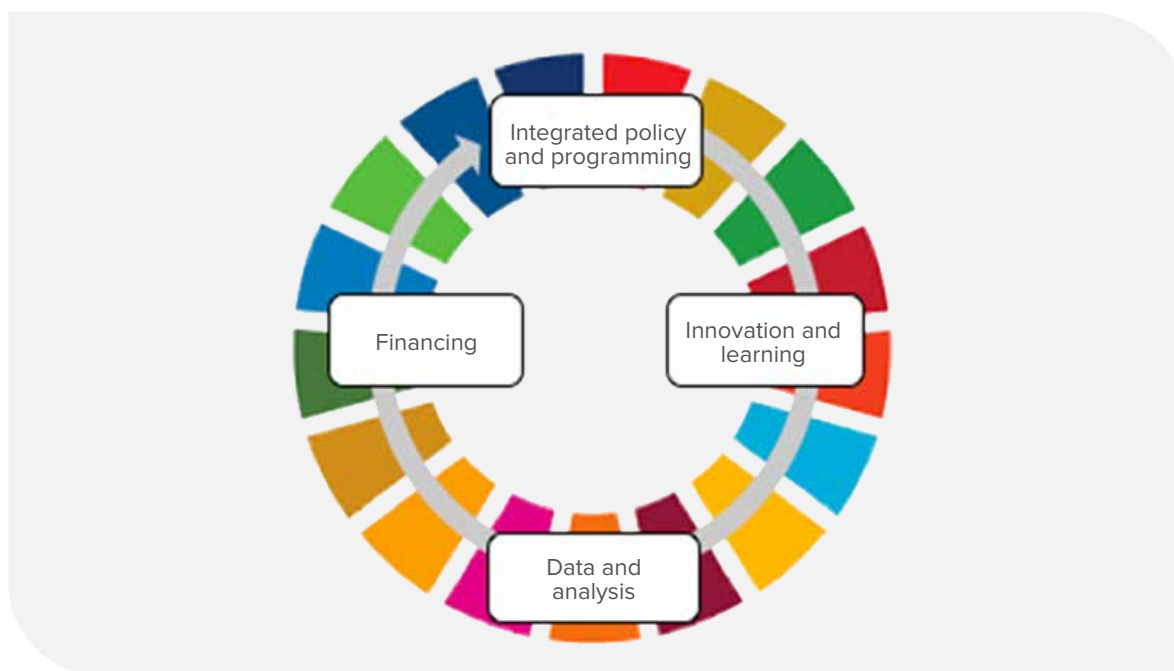 Integrated policy
and programming
Financing
Innovation and
learning
Data and
analysis